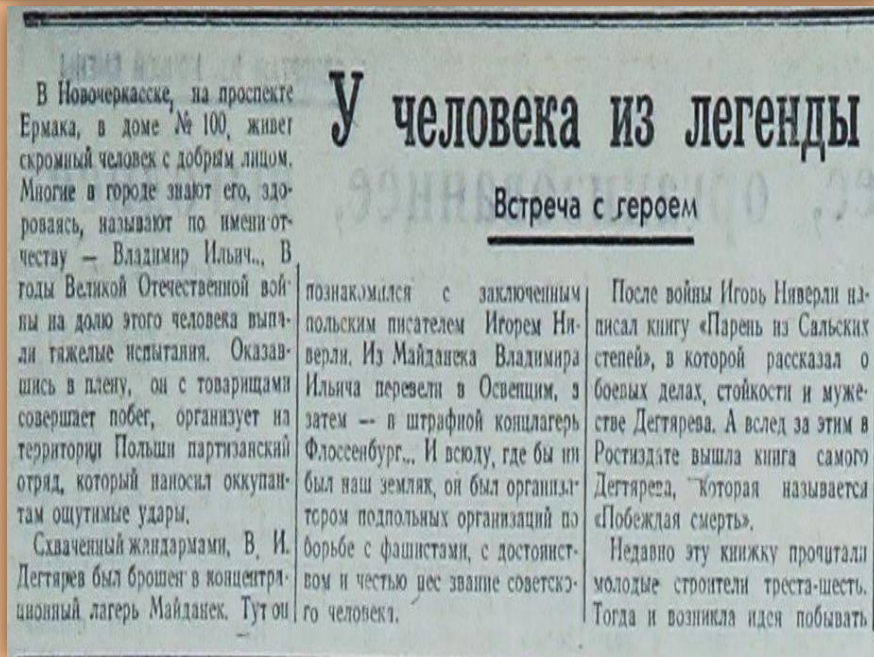 У человека из легенды
Встреча с героем
В Новочеркасске, на проспекте
Ермака, в доме № 100, живет
скромный человек с добрым лицом.
Многие в городе знают его, здо-
роваясь, называют по имени-от-
честву — Владимир Ильич... В
годы Великой Отечественной вой-
ны на долю этого человека выпа-
ли тяжелые испытания. Оказав-
шись в плену, он с товарищами
совершает побег, организует на
территории Польши партизанский
отряд, который наносил оккупан-
там ощутимые удары.
Схваченный жандармами, В. И.
Дегтярев был брошен в концентра-
ционный лагерь Майданек. Тут он
познакомился с заключенным
польским писателем Игорем Ни-
верли. Из Майданека Владимира
Ильича перевели в Освенцим, а
затем — в штрафной концлагерь
Флоссенбург... И всюду, где бы ни
был наш земляк, он был организа-
тором подпольных организаций по
борьбе с фашистами, с достоинст-
вом и честью нес звание советско-
го человека.
После войны Игорь Ниверли на-
писал книгу «Парень из Сальских
степей», в которой рассказал о
боевых делах, стойкости и муже-
стве Дегтярева. А вслед за этим в
Ростиздате вышла книга самого
Дегтярева, которая называется
«Побеждая смерть».
Недавно эту книжку прочитали
молодые строители треста-шесть.
Тогда и возникла идея побывать